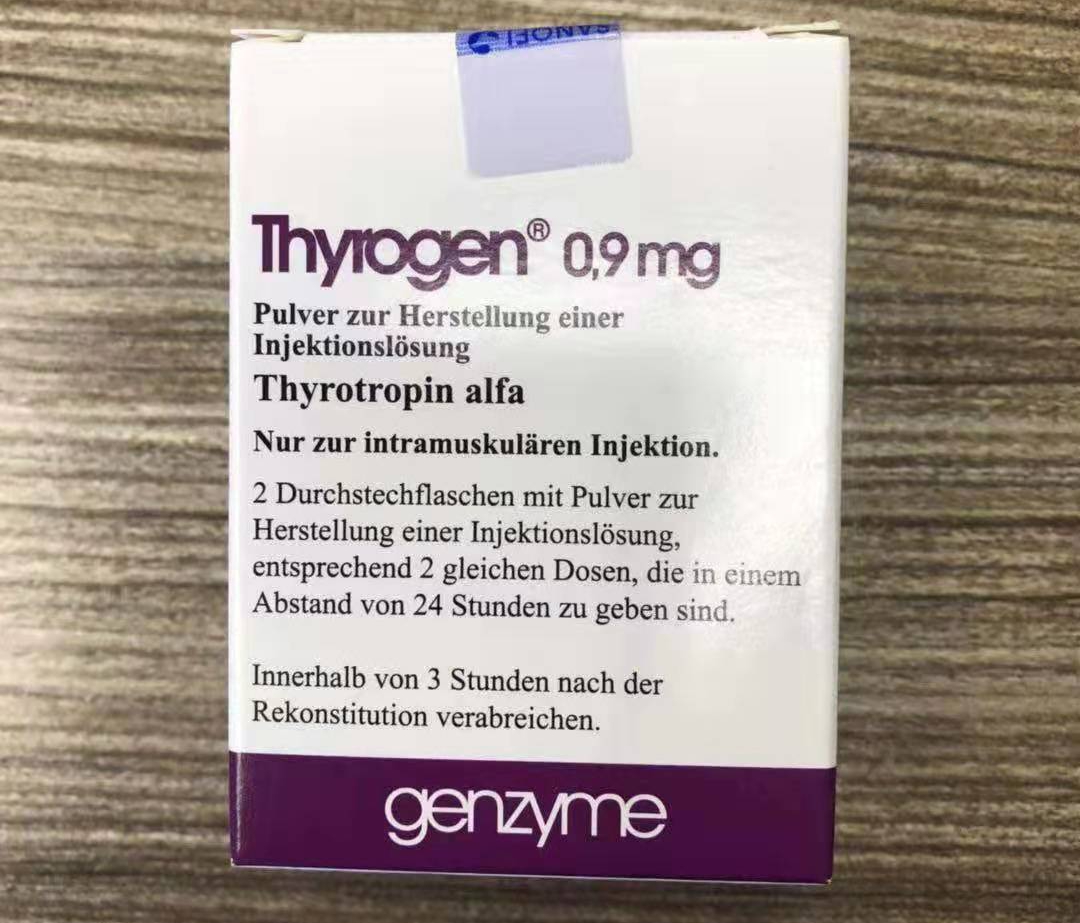 SANOFI
Thyrogen® 0,9 mg
Pulver zur Herstellung einer
Injektionslösung
Thyrotropin alfa
Nur zur intramuskulären Injektion.
2 Durchstechflaschen mit Pulver zur
Herstellung einer Injektionslösung,
entsprechend 2 gleichen Dosen, die in einem
Abstand von 24 Stunden zu geben sind.
Innerhalb von 3 Stunden nach der
Rekonstitution verabreichen.
genzyme